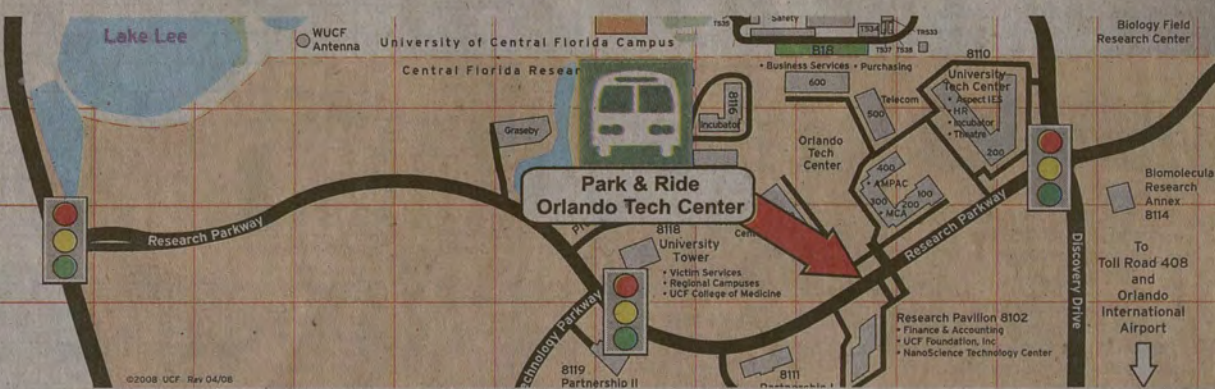 Lake Lee
WUCF
Antenna
University of Central Florida Campus
Central Florida Resear
TS35
Safety
TS34
TR533
TS37 TS38
B18
• Business Services • Purchasing
600
Biology Field
Research Center
8110
University
Tech Center
• Aspect IES
• HR
• Incubator
• Theatre
200
Telecom
500
Graseby
8116
Incubator
Orlando
Tech
Center
400
• AMPAC
300
200
100
• MCA
Park & Ride
Orlando Tech Center
Biomolecula
Research
Annex
8114
Research Parkway
Research Parkway
8118
University
Tower
• Victim Services
• Regional Campuses
• UCF College of Medicine
Discovery Drive
To
Toll Road 408
and
Orlando
International
Airport
Research Pavilion 8102
• Finance & Accounting
• UCF Foundation, Inc
• NanoScience Technology Center
chnology Parkway
8119
Partnership II
8111
Partnership I
©2008 UCF - Rev 04/08